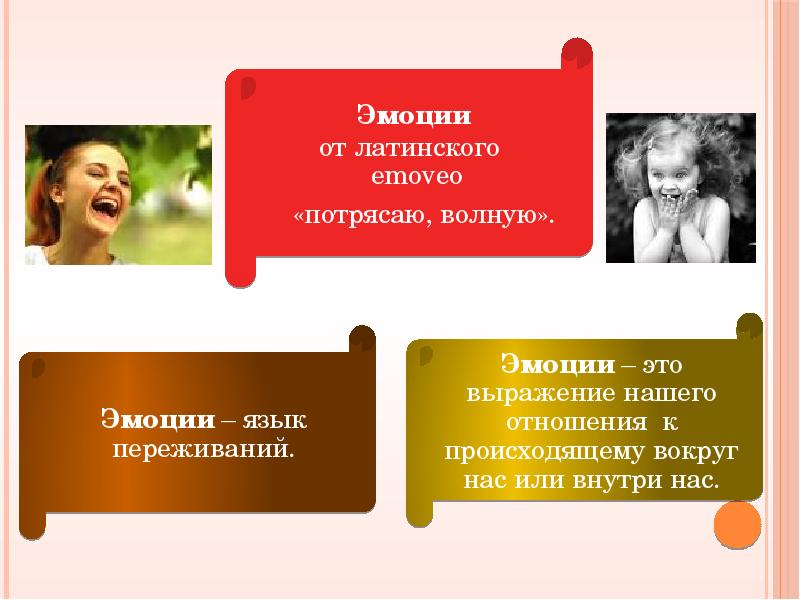 Эмоции
от латинского
emoveo
«потрясаю, волную».
Эмоции – язык
переживаний.
Эмоции – это
выражение нашего
отношения к
происходящему вокруг
нас или внутри нас.